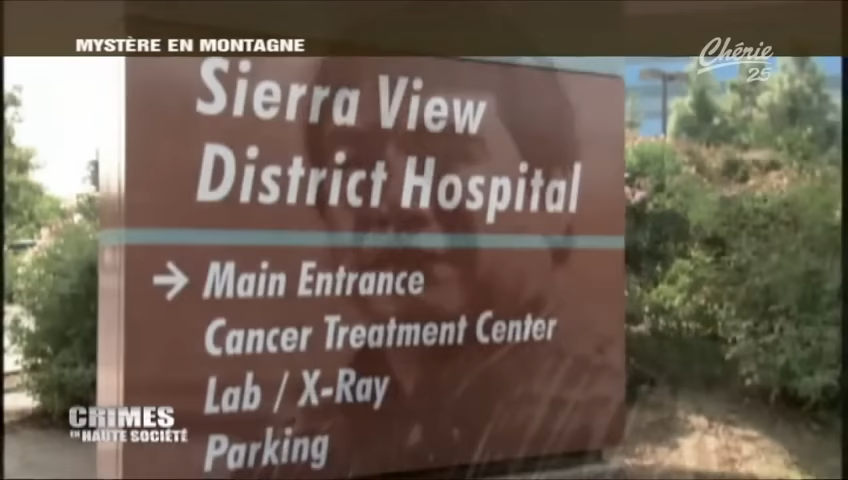 MYSTÈRE EN MONTAGNE
Chérie
25
Sierra View
District Hospital
→ Main Entrance
Cancer Treatment Center
Lab / X-Ray
Parking
CRIMES
EN HAUTE SOCIÉTÉ